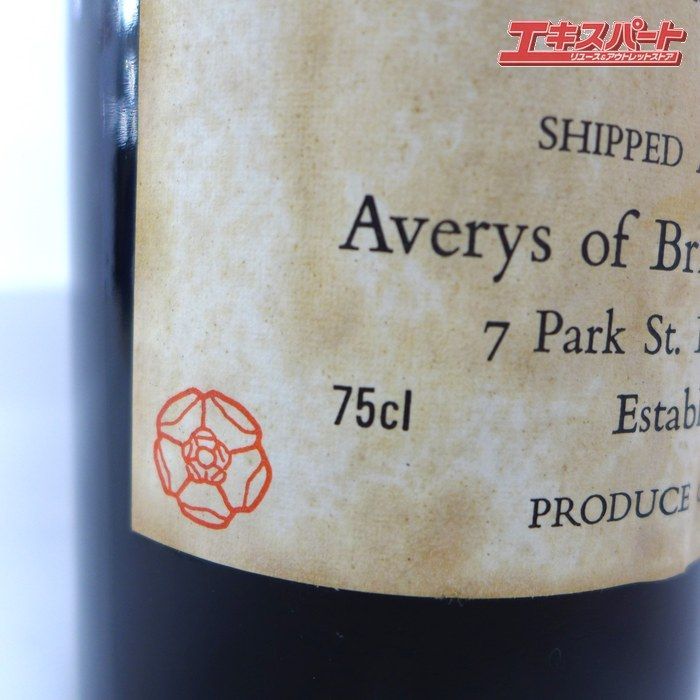 エキスパート
リユース&アウトレットストア
SHIPPED
Averys of
7 Park St.
75cl
PRODUCE